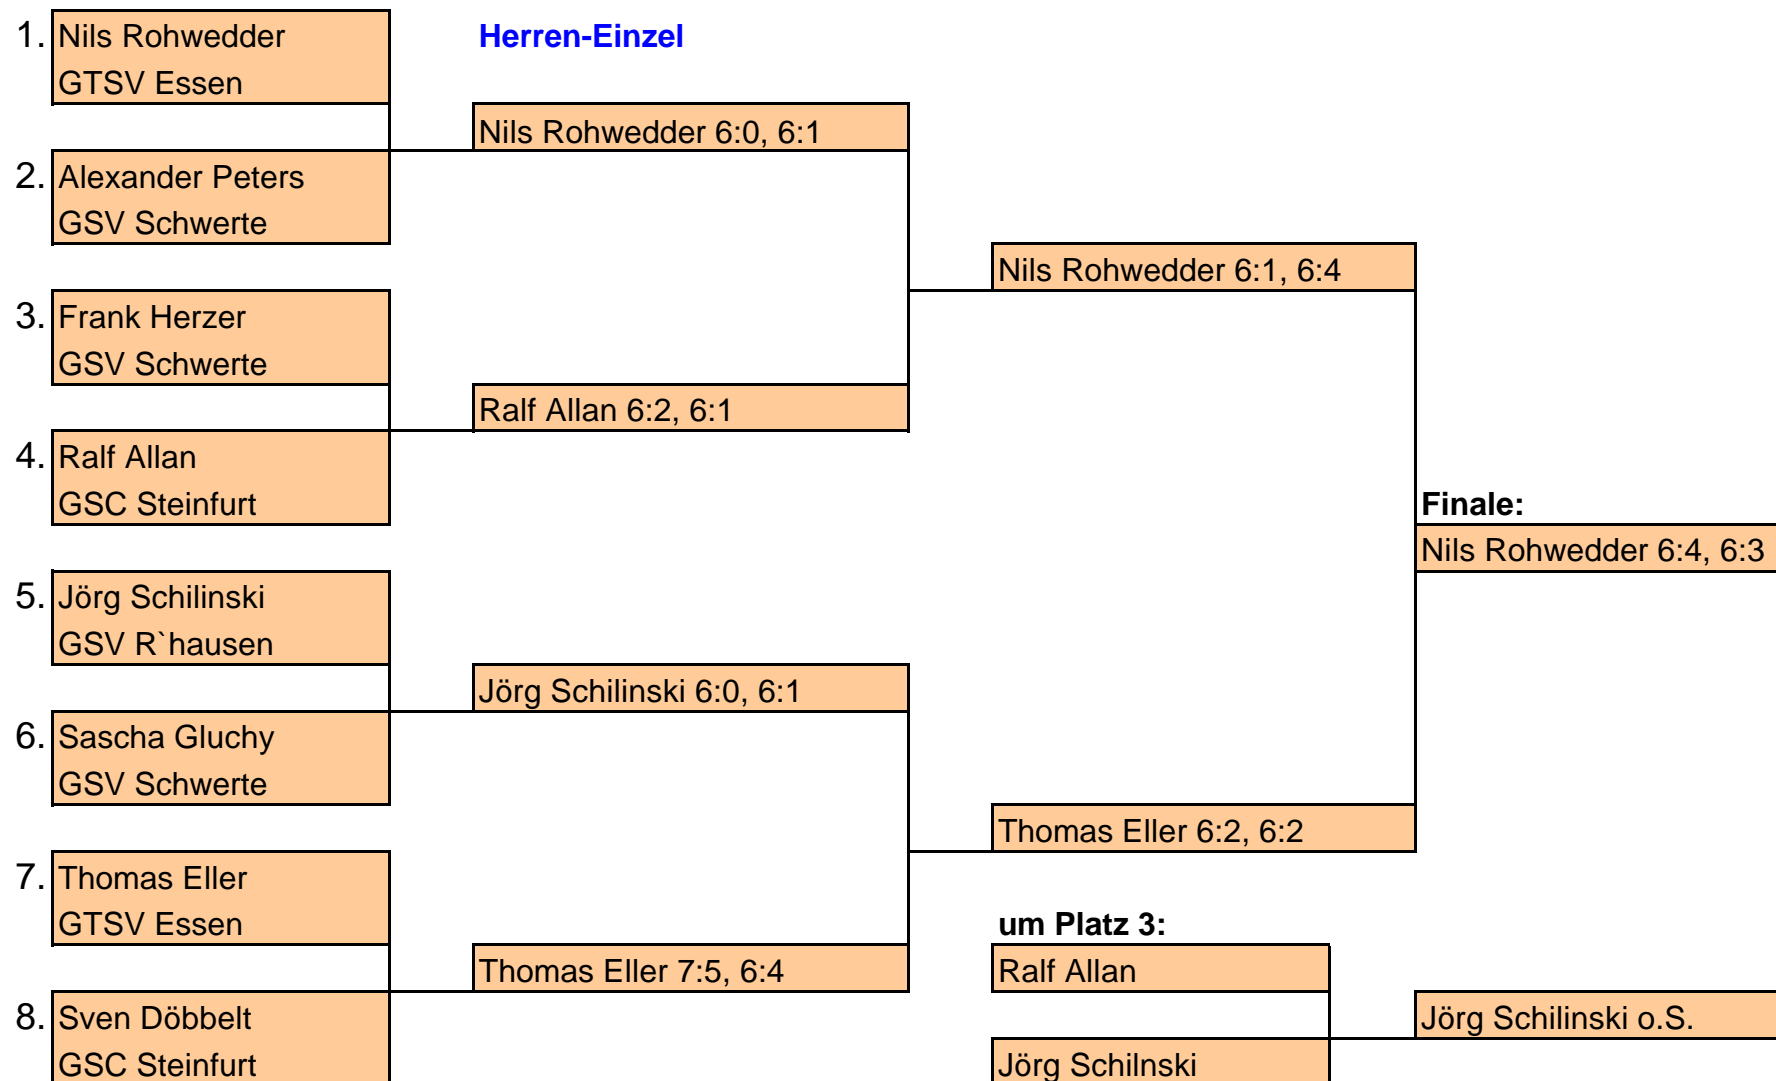 1. Nils Rohwedder
GTSV Essen
Herren-Einzel
Nils Rohwedder 6:0, 6:1
2. Alexander Peters
GSV Schwerte
Nils Rohwedder 6:1, 6:4
3. Frank Herzer
GSV Schwerte
Ralf Allan 6:2, 6:1
4. Ralf Allan
GSC Steinfurt
Finale:
Nils Rohwedder 6:4, 6:3
5. Jörg Schilinski
GSV R`hausen
Jörg Schilinski 6:0, 6:1
6. Sascha Gluchy
GSV Schwerte
Thomas Eller 6:2, 6:2
7. Thomas Eller
GTSV Essen
um Platz 3:
Thomas Eller 7:5, 6:4
Ralf Allan
8. Sven Döbbelt
GSC Steinfurt
Jörg Schilinski o.S.
Jörg Schilnski